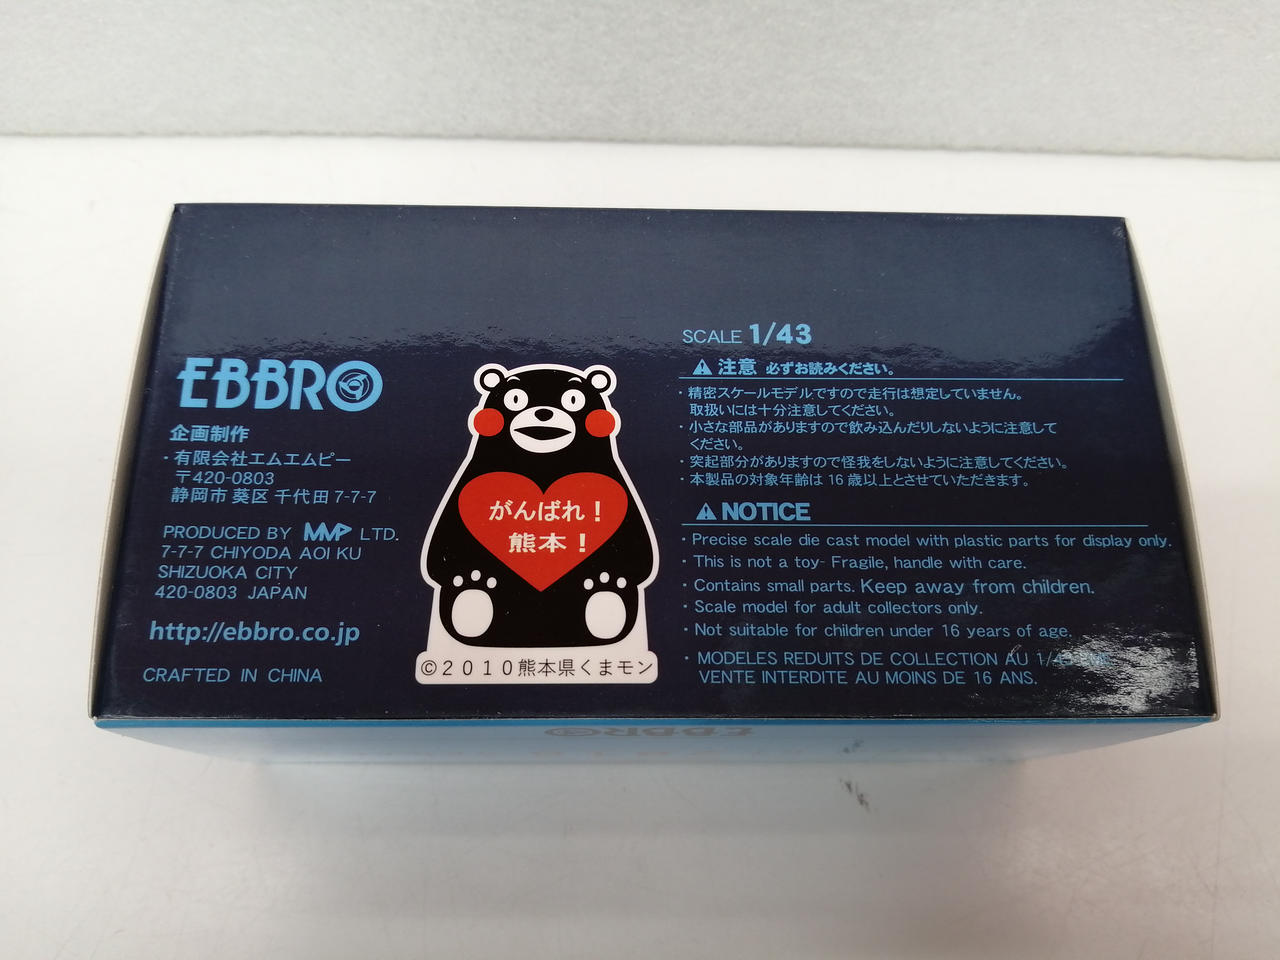 EBBRO
企画制作
・有限会社エムエムピー
〒420-0803
静岡市 葵区 千代田 7-7-7
PRODUCED BY MMP LTD.
7-7-7 CHIYODA AOI KU
SHIZUOKA CITY
420-0803 JAPAN
http://ebbro.co.jp
CRAFTED IN CHINA
がんばれ！
熊本！
©2010熊本県くまモン
SCALE 1/43
注意 必ずお読みください。
・精密スケールモデルですので走行は想定していません。
取扱いには十分注意してください。
・小さな部品がありますので飲み込んだりしないように注意して
ください。
・突起部分がありますので怪我をしないように注意してください。
・本製品の対象年齢は 16 歳以上とさせていただきます。
NOTICE
・Precise scale die cast model with plastic parts for display only.
・This is not a toy- Fragile, handle with care.
・Contains small parts. Keep away from children.
・Scale model for adult collectors only.
・Not suitable for children under 16 years of age.
・MODELES REDUITS DE COLLECTION AU
VENTE INTERDITE AU MOINS DE 16 ANS.
EBBRO